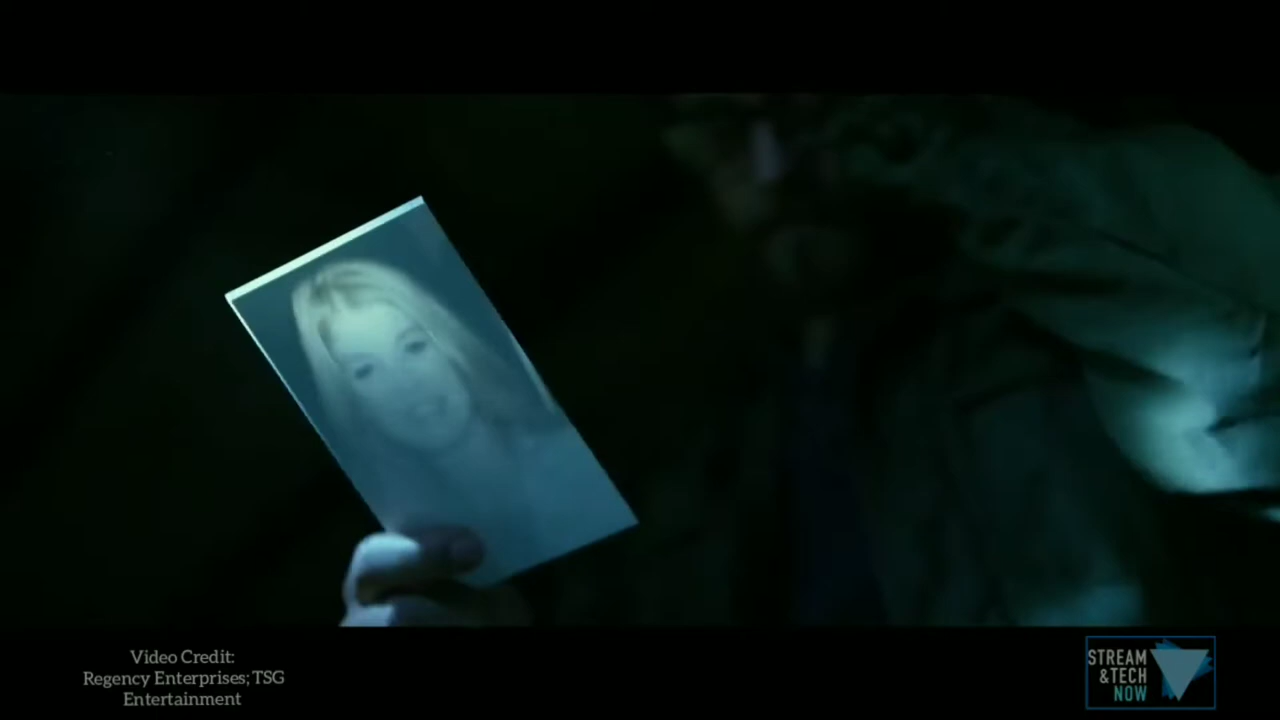 Video Credit:
Regency Enterprises; TSG
Entertainment
STREAM
&TECH
NOW